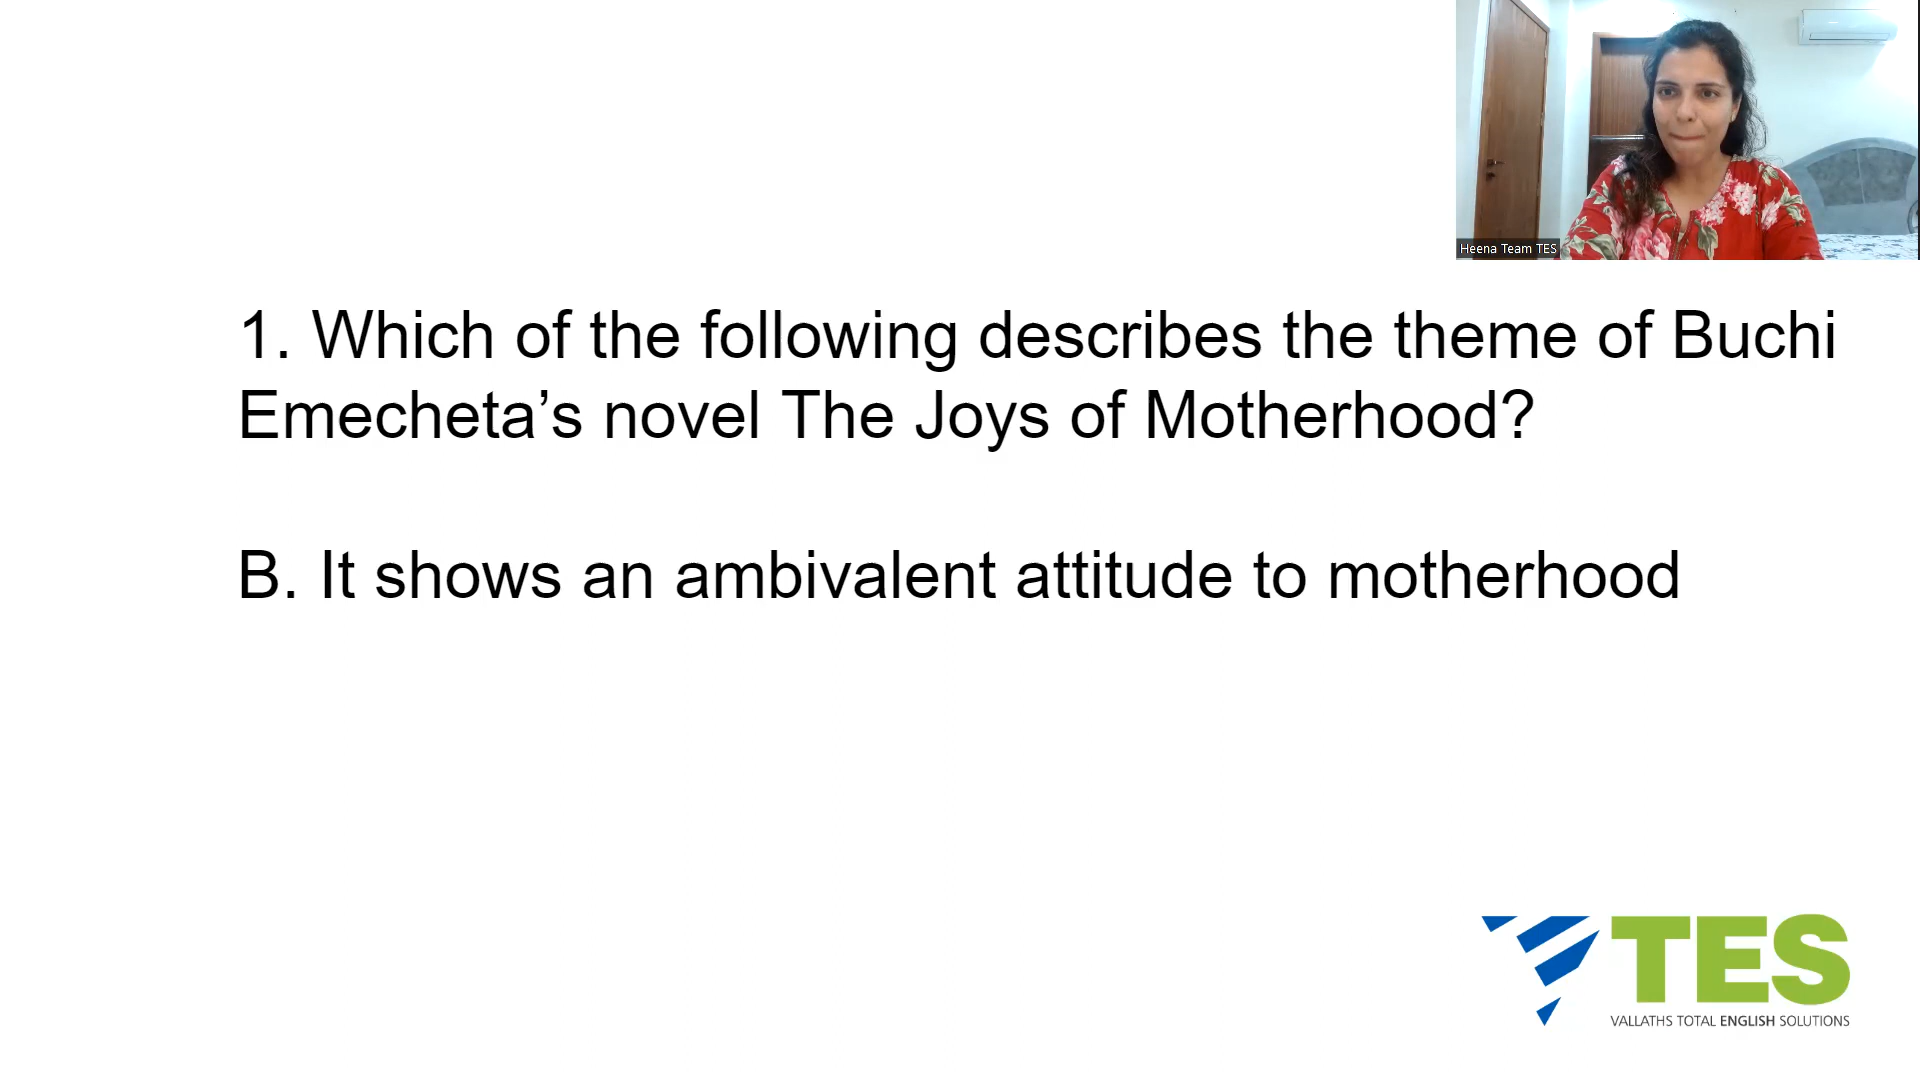 Heena Team TES
1. Which of the following describes the theme of Buchi
Emecheta’s novel The Joys of Motherhood?
B. It shows an ambivalent attitude to motherhood
TES
VALLATHS TOTAL ENGLISH SOLUTIONS